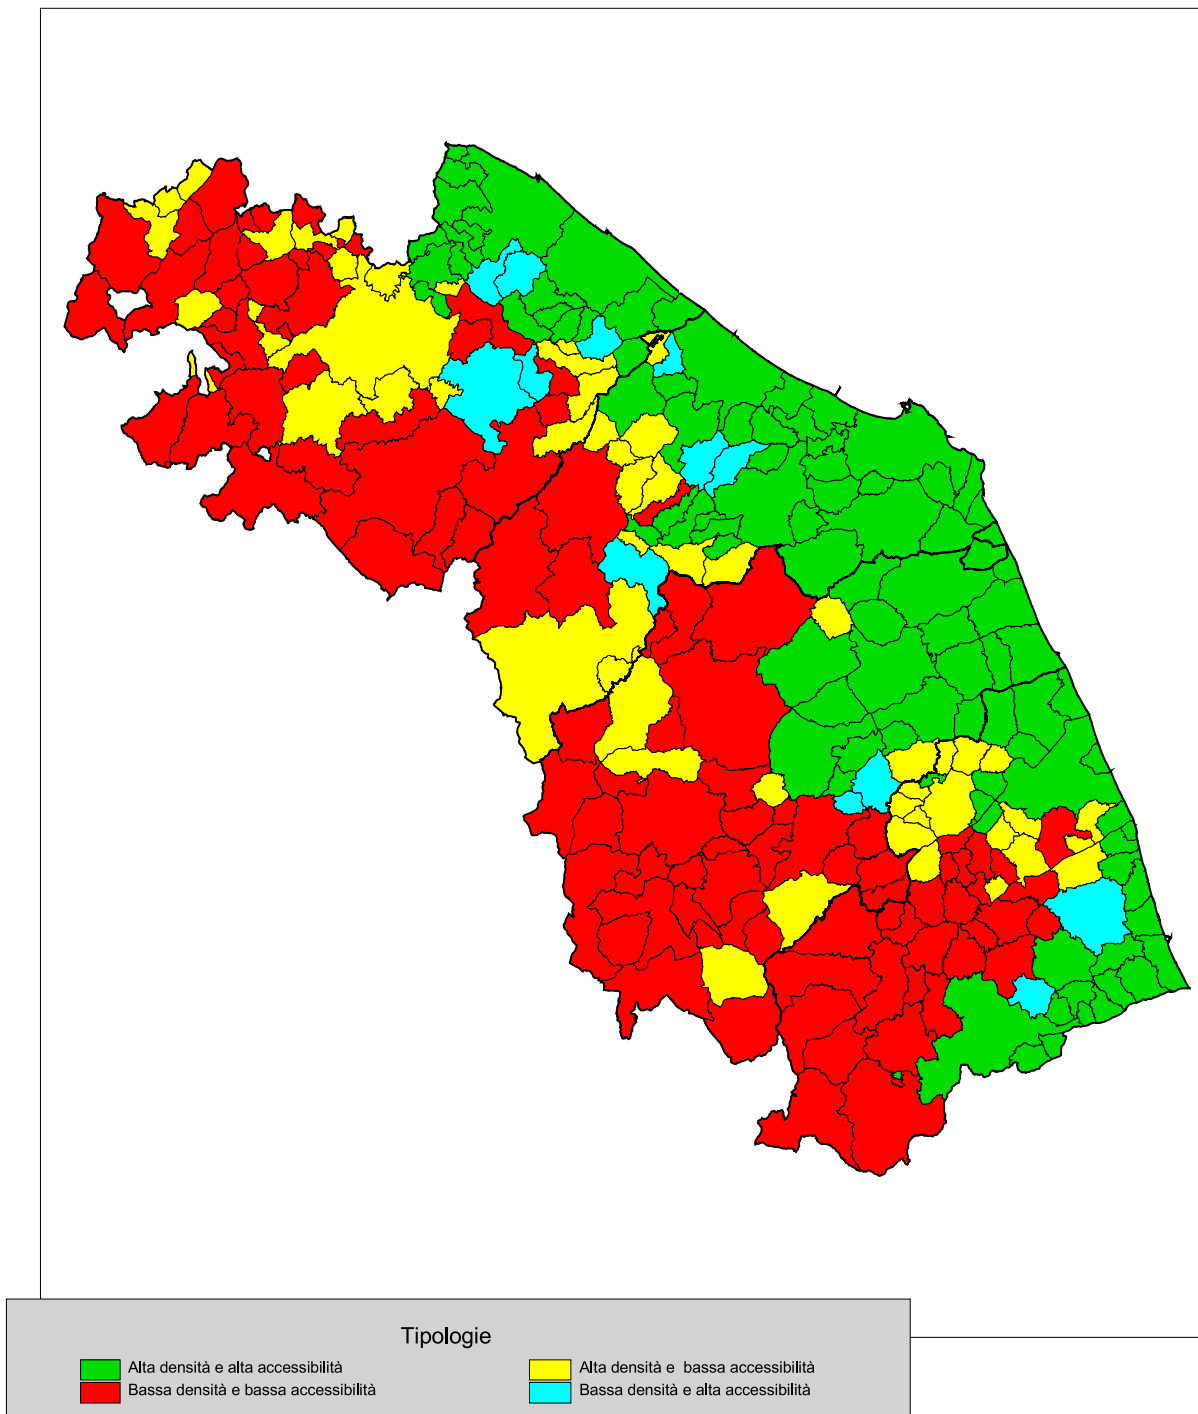 Tipologie
Alta densità e alta accessibilità
Alta densità e bassa accessibilità
Bassa densità e bassa accessibilità
Bassa densità e alta accessibilità